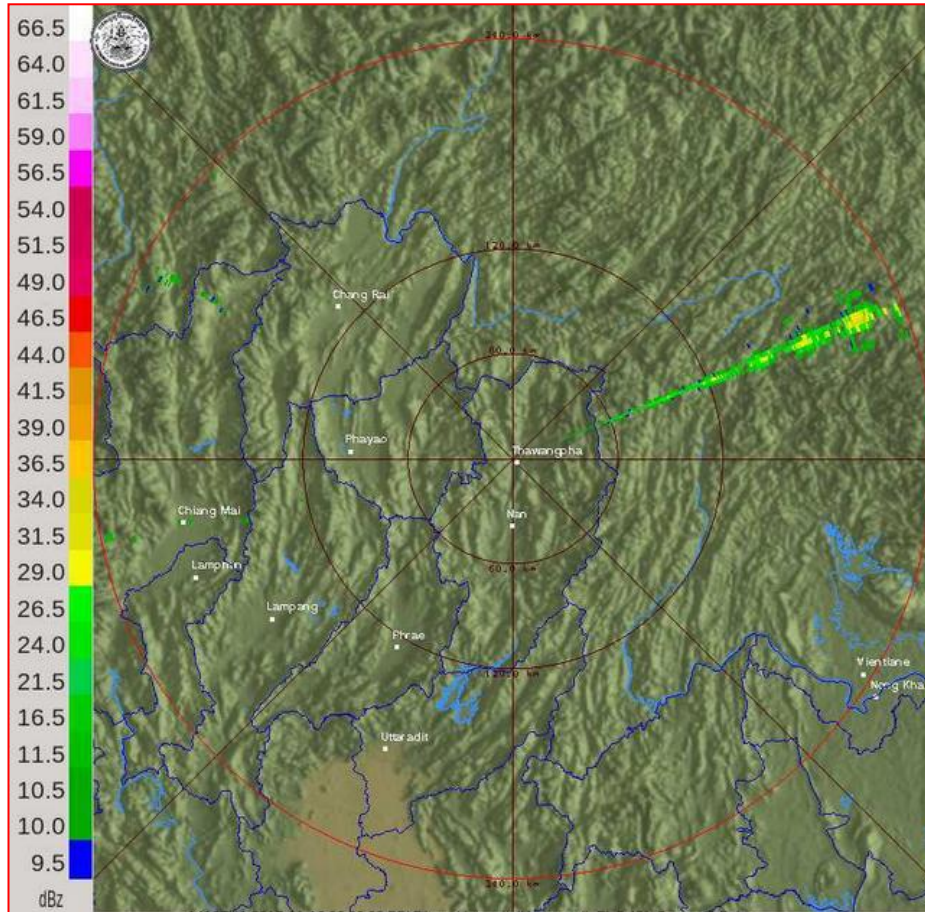 66.5
64.0
61.5
59.0
56.5
54.0
51.5
49.0
46.5
44.0
41.5
39.0
36.5
34.0
31.5
29.0
26.5
24.0
21.5
16.5
11.5
10.5
10.0
9.5
dBz
240.0 km
120.0 km
Chang Rai
60.0 km
Phayao
Thawangpha
Chiang Mai
Nan
60.0 km
Lamphun
Lampang
Phrae
120.0 km
Vientiane
Nong Kha
Uttaradit
240.0 km